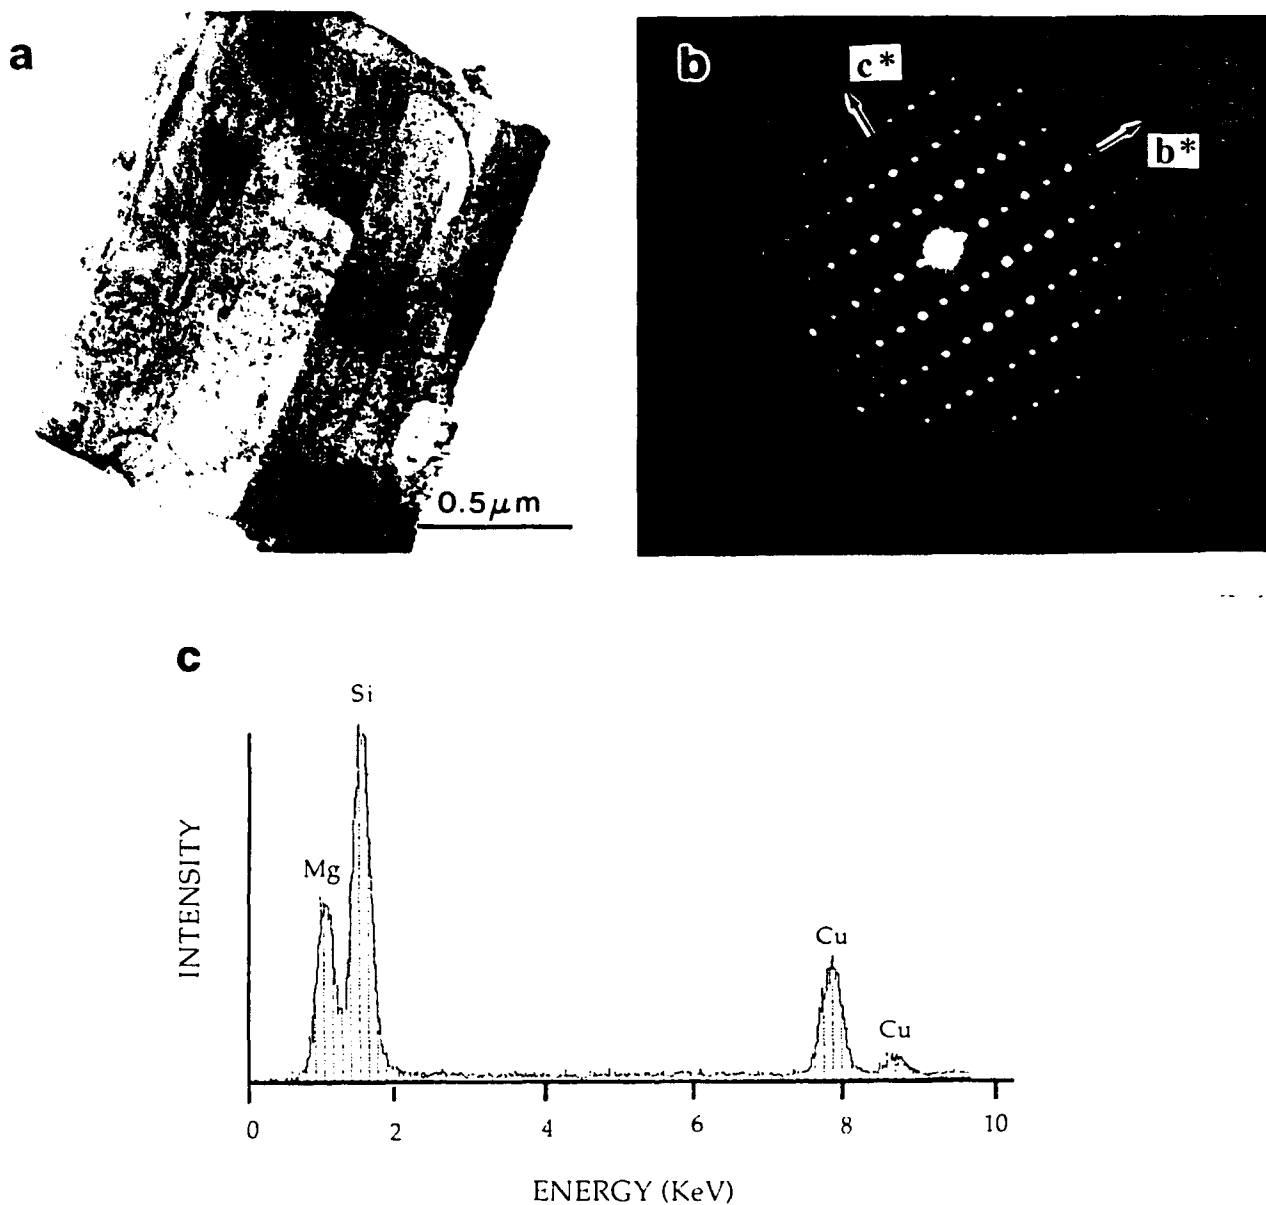 a
b
c*
b*
0.5μm
c
Si
Mg
Cu
Cu
INTENSITY
0 2 4 6 8 10
ENERGY (KeV)